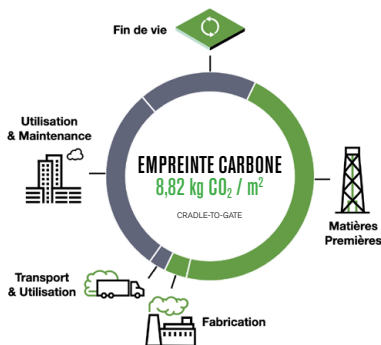 Fin de vie
Utilisation
& Maintenance
EMPREINTE CARBONE
8,82 kg CO₂ / m²
CRADLE-TO-GATE
Matières
Premières
Transport
& Utilisation
Fabrication